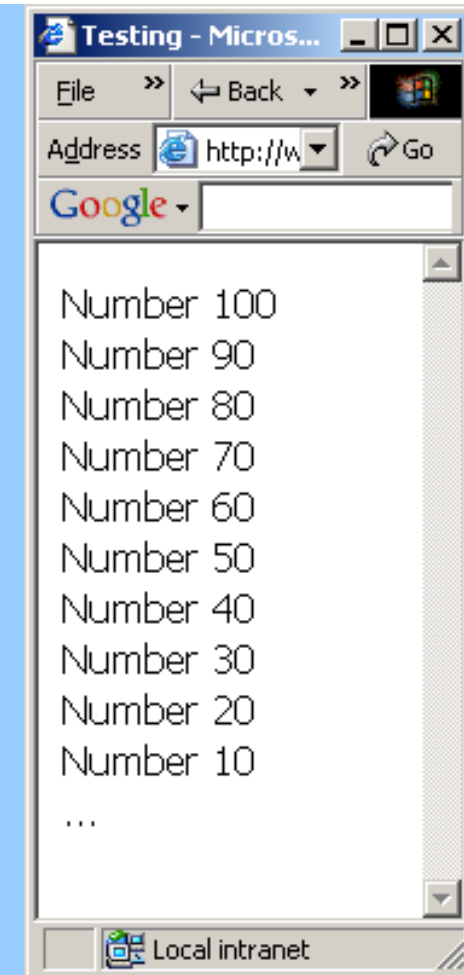 Testing - Micros...
File » Back »
Address http://w Go
Google
Number 100
Number 90
Number 80
Number 70
Number 60
Number 50
Number 40
Number 30
Number 20
Number 10
...
Local intranet